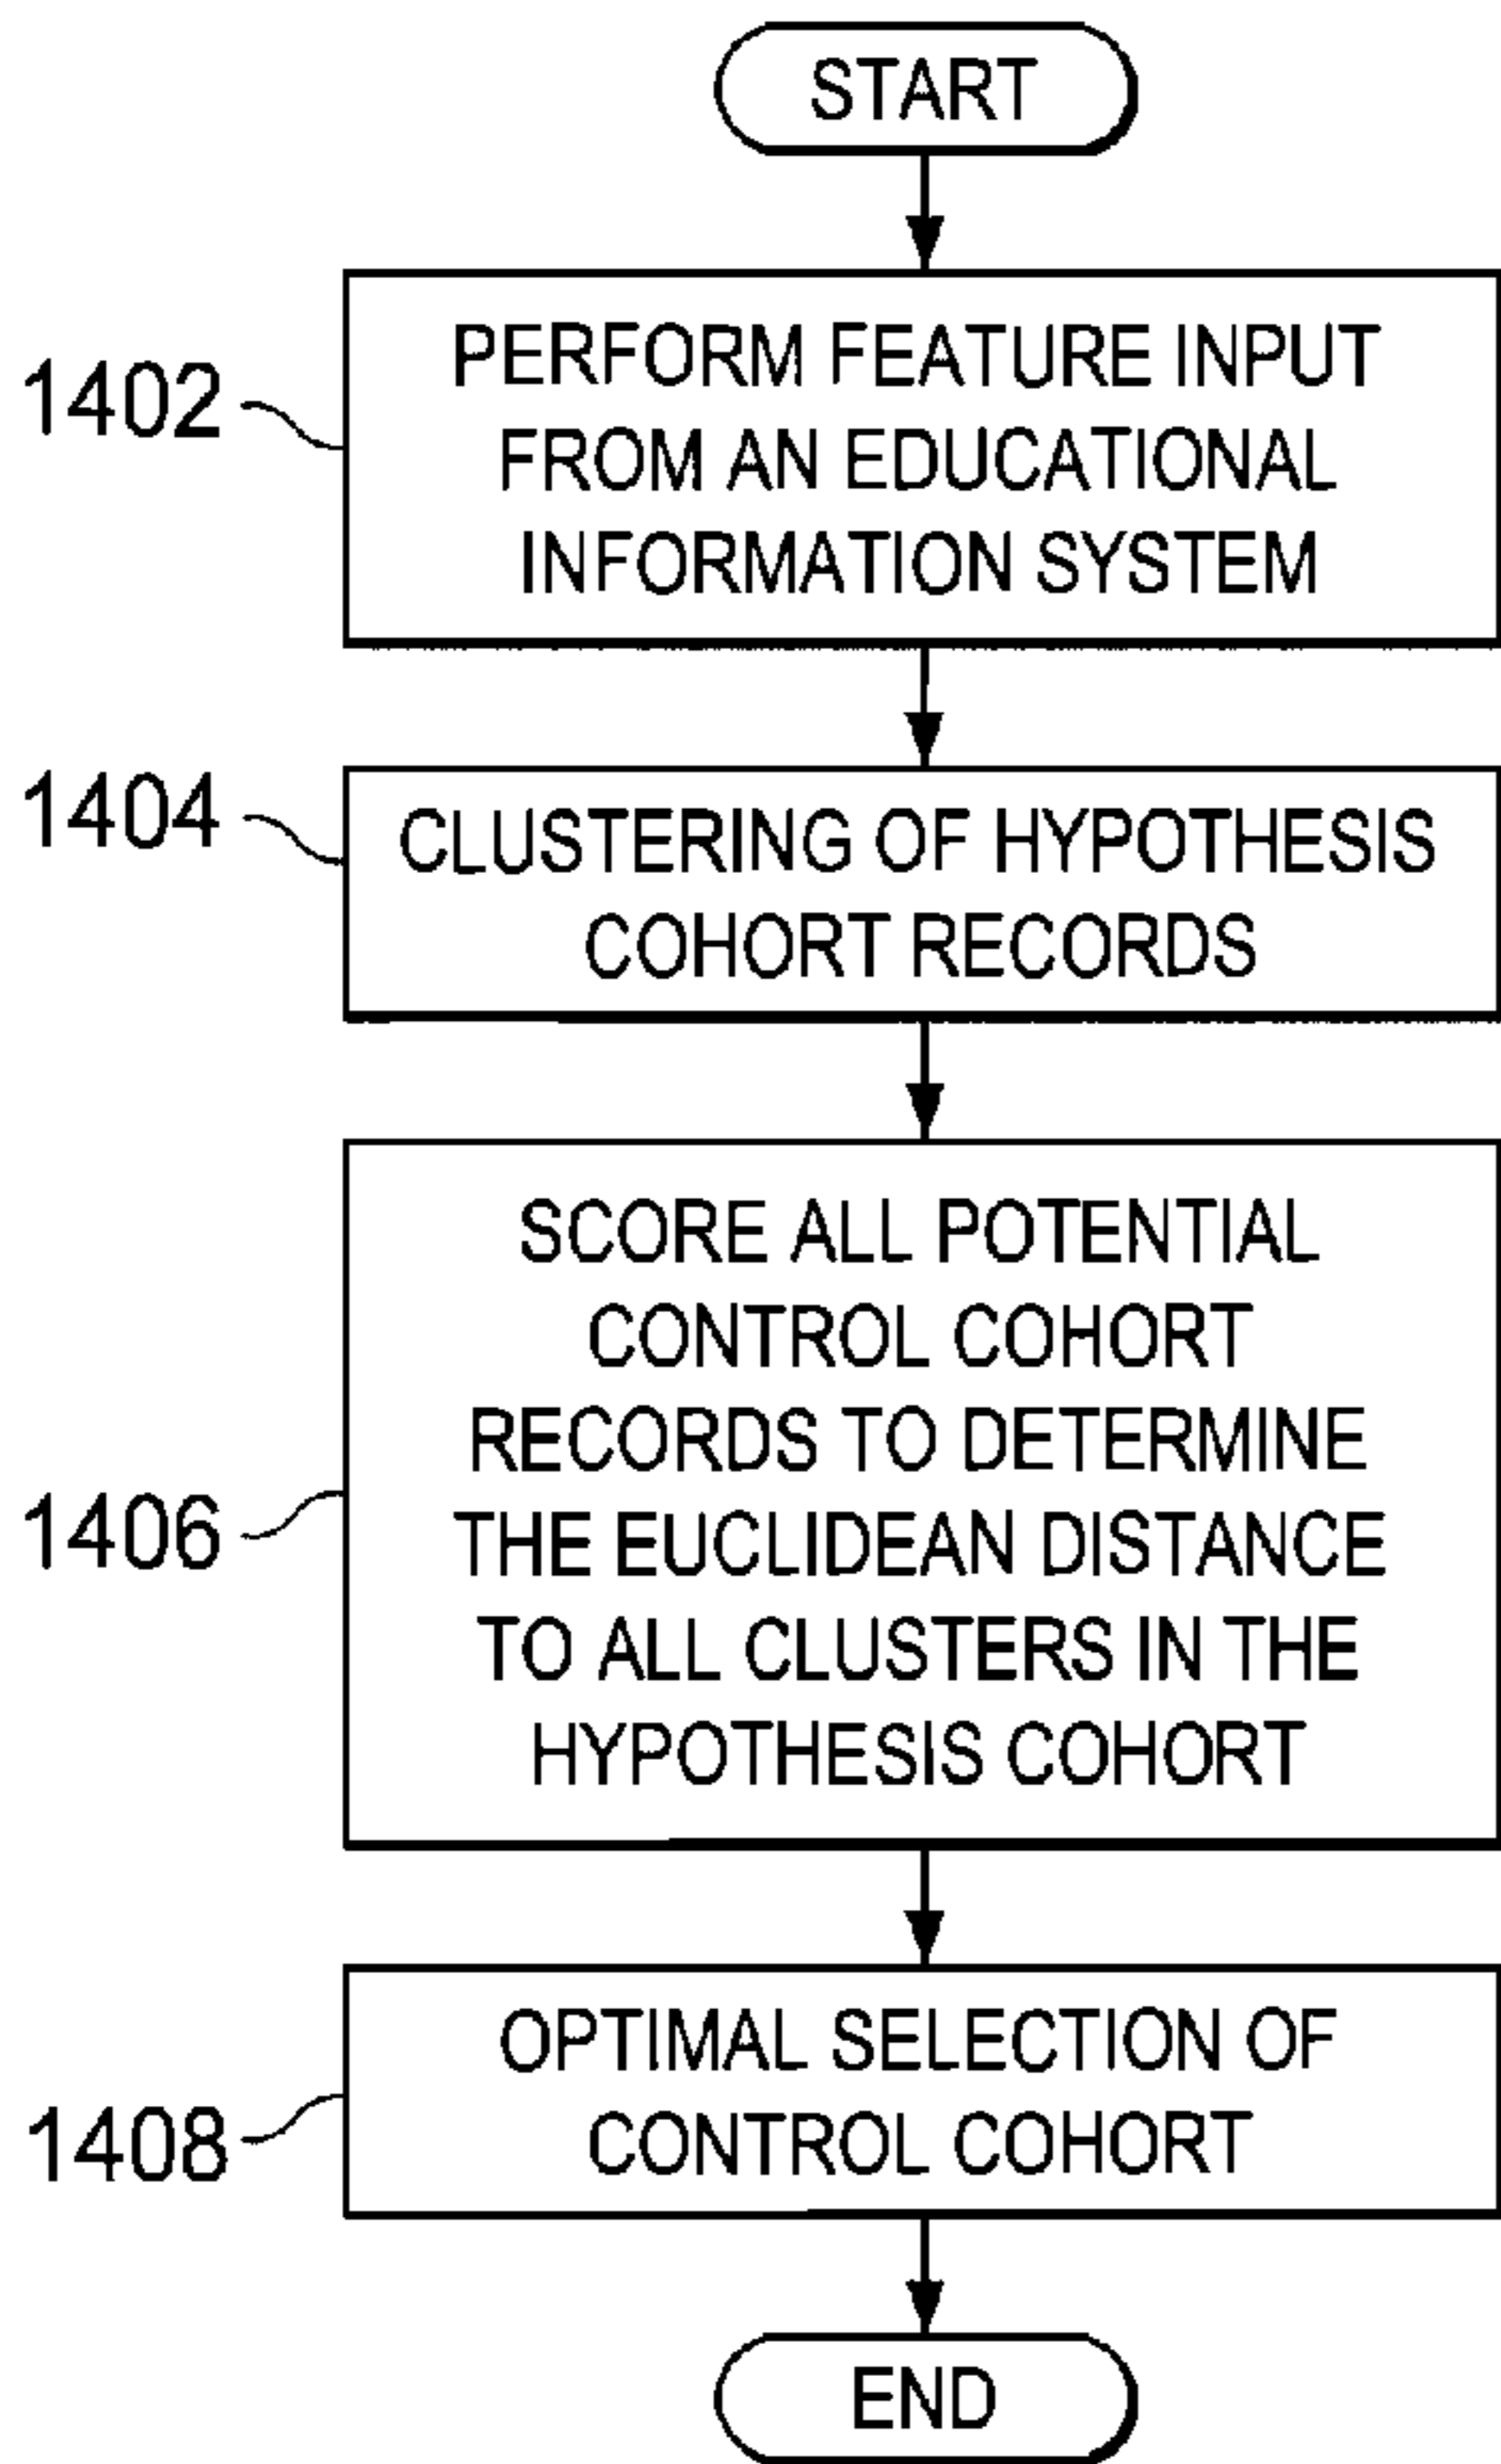 START
1402
PERFORM FEATURE INPUT
FROM AN EDUCATIONAL
INFORMATION SYSTEM
1404
CLUSTERING OF HYPOTHESIS
COHORT RECORDS
1406
SCORE ALL POTENTIAL
CONTROL COHORT
RECORDS TO DETERMINE
THE EUCLIDEAN DISTANCE
TO ALL CLUSTERS IN THE
HYPOTHESIS COHORT
1408
OPTIMAL SELECTION OF
CONTROL COHORT
END